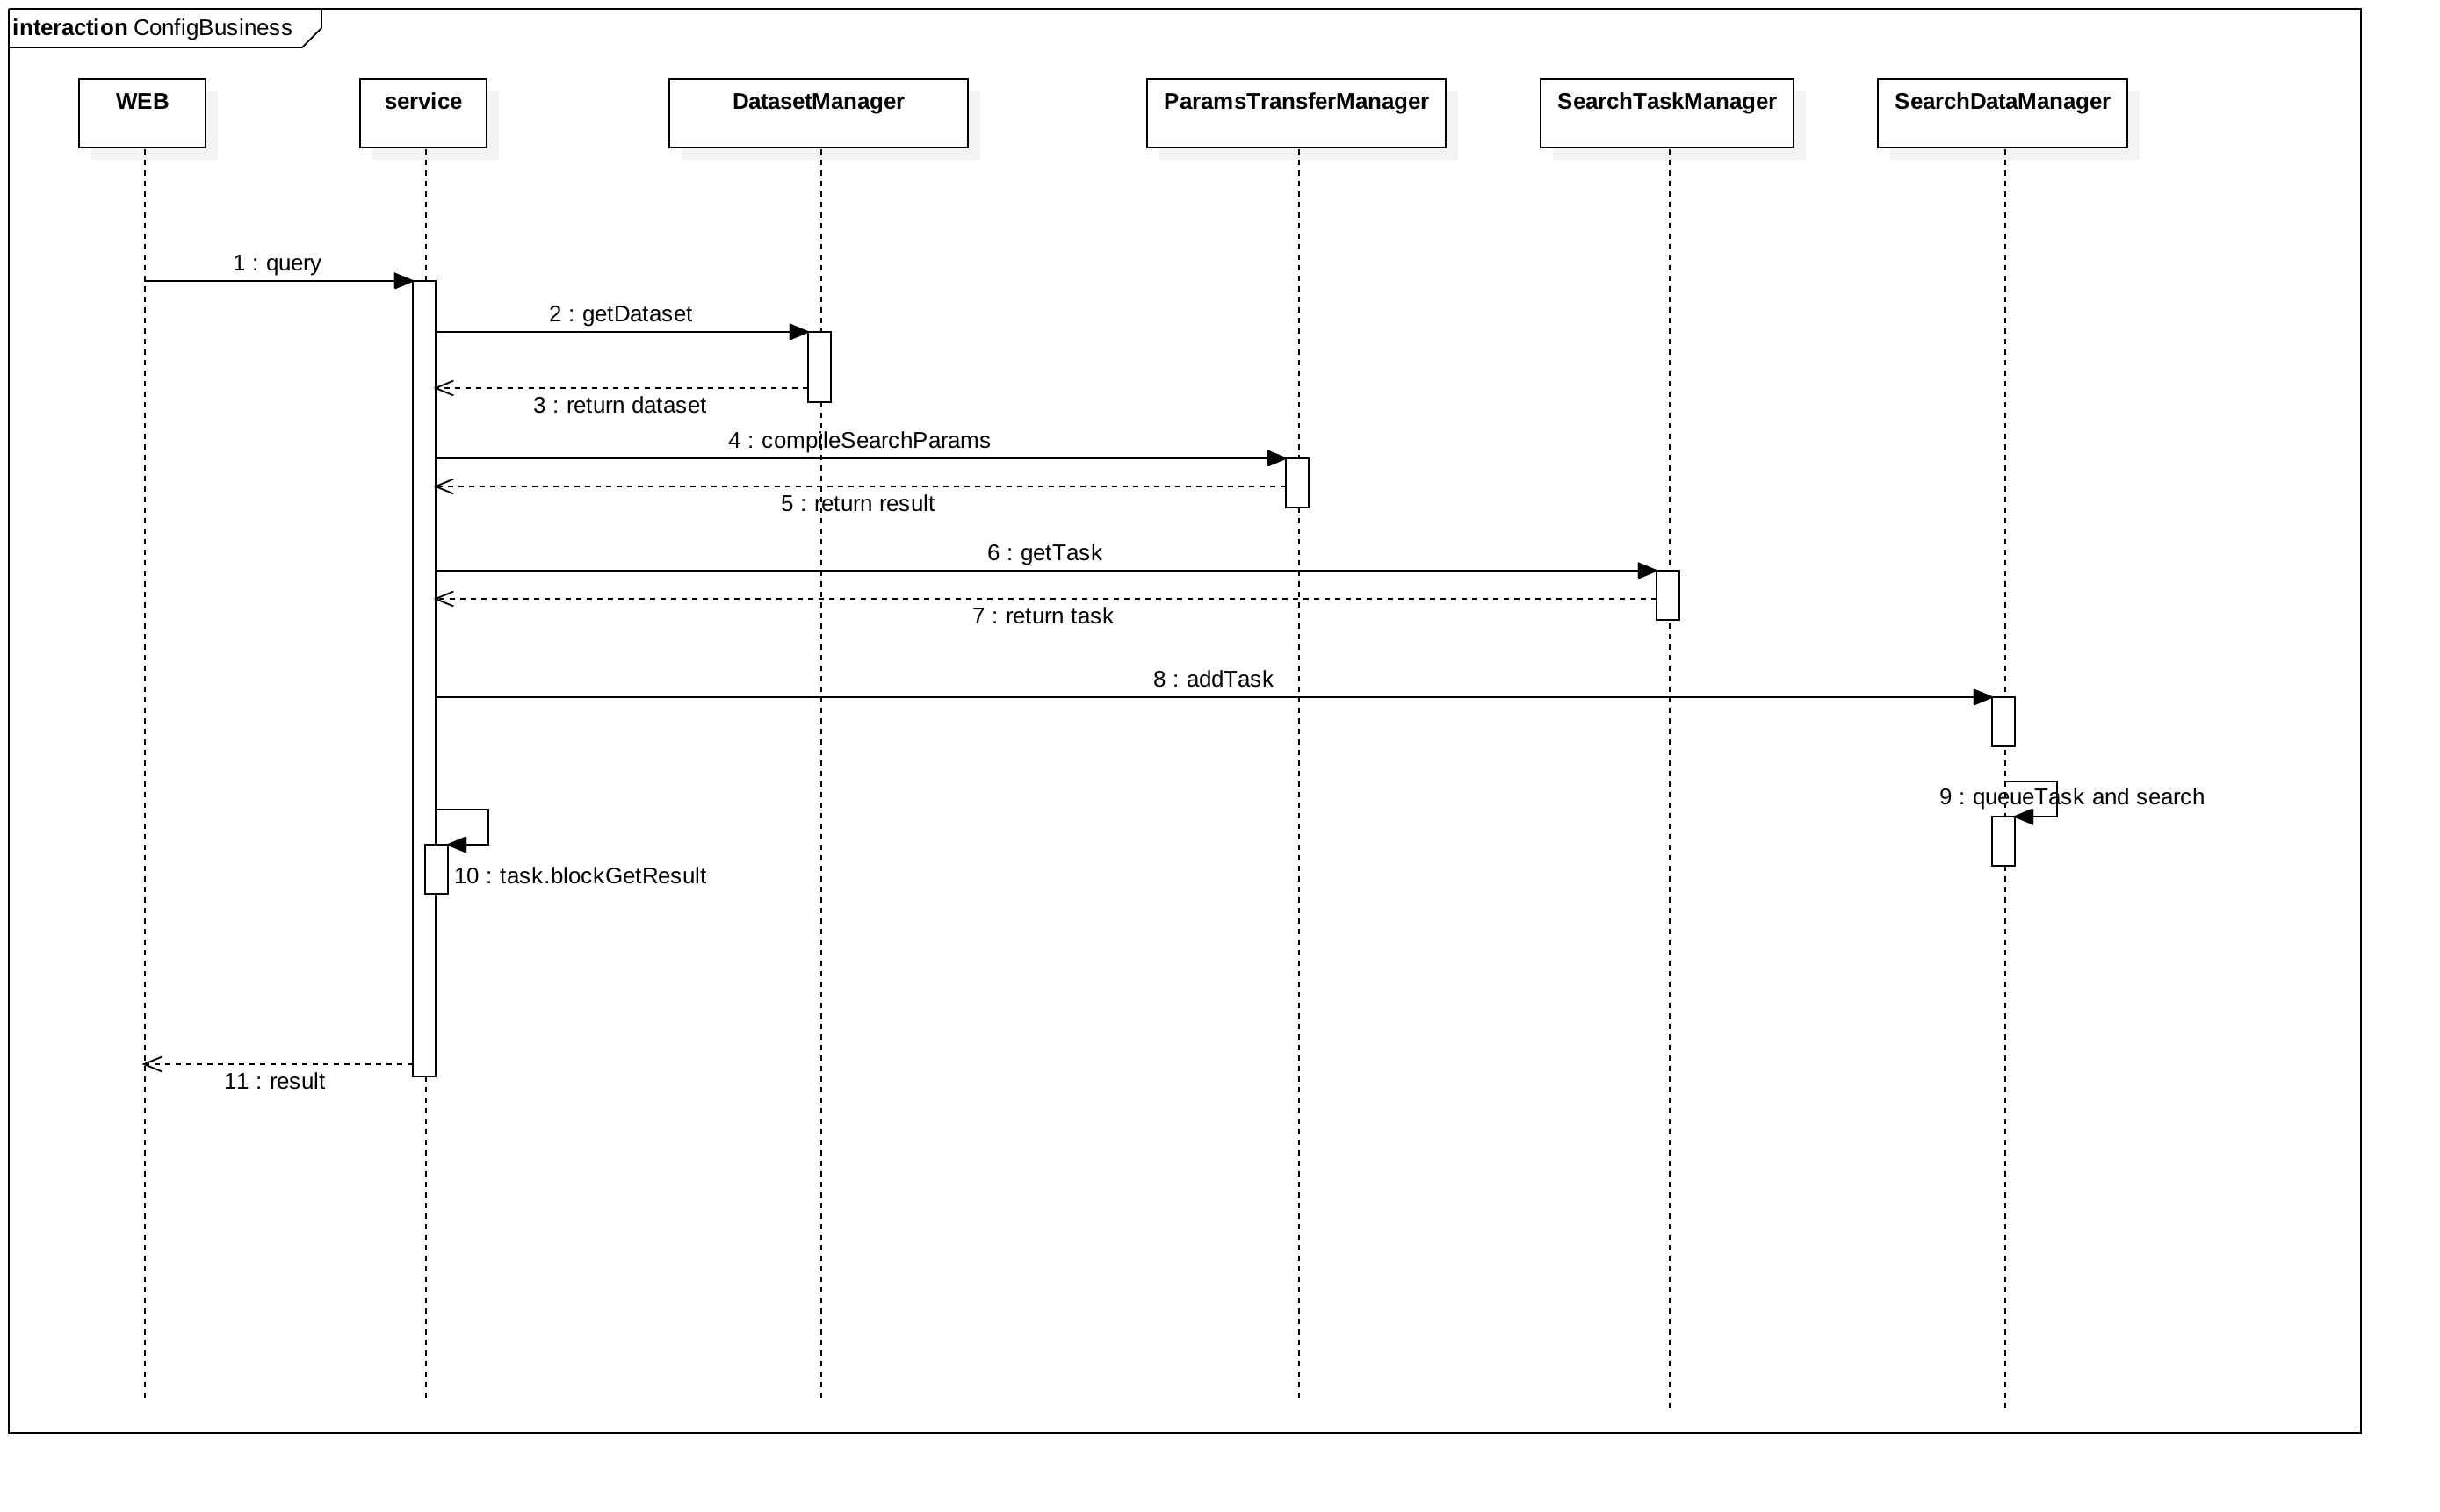 interaction ConfigBusiness
WEB
service
DatasetManager
ParamsTransferManager
SearchTaskManager
SearchDataManager
1 : query
2 : getDataset
3 : return dataset
4 : compileSearchParams
5 : return result
6 : getTask
7 : return task
8 : addTask
9 : queueTask and search
10 : task.blockGetResult
11 : result